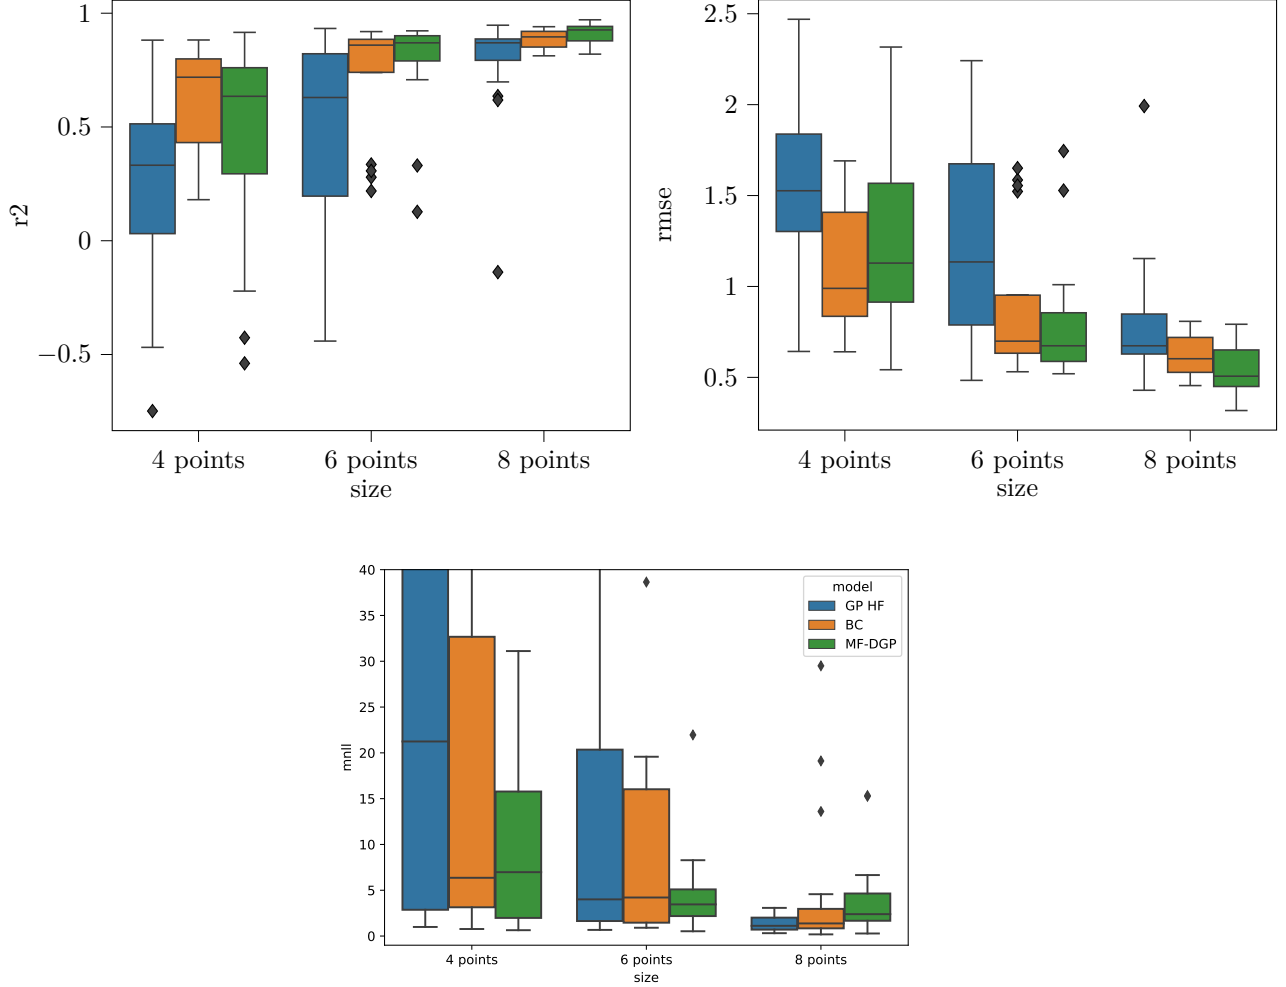 1
0.5
0
−0.5
r2
4 points
6 points
8 points
size
2.5
2
1.5
1
0.5
rmse
4 points
6 points
8 points
size
40
35
30
25
20
15
10
5
0
mnll
model
GP HF
BC
MF-DGP
4 points
6 points
8 points
size